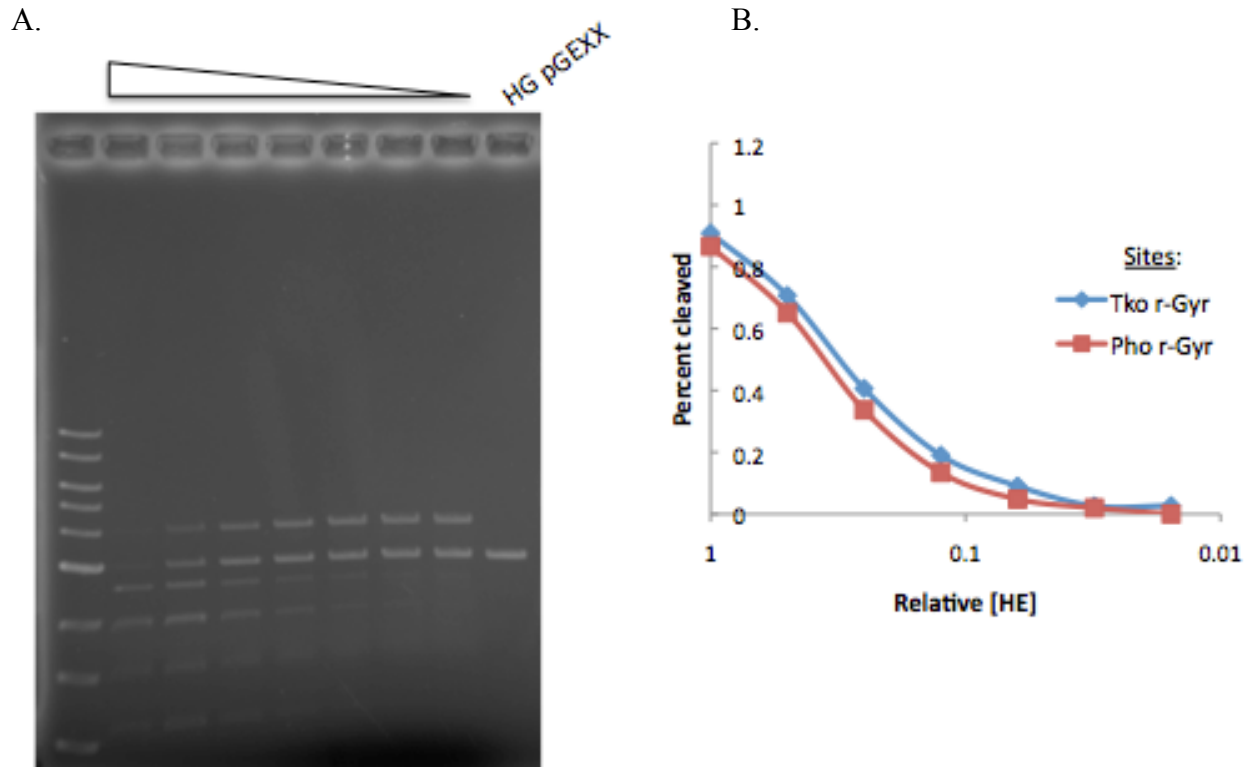 A.
B.
HG pGEXX
1.2
1
0.8
0.6
0.4
0.2
0
Percent cleaved
1
0.1
0.01
Relative [HE]
Sites:
Tko r-Gyr
Pho r-Gyr